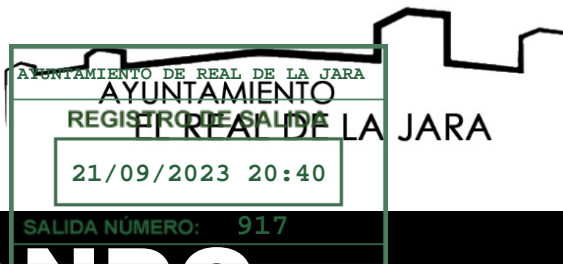 AYUNTAMIENTO DE REAL DE LA JARA
AYUNTAMIENTO
EL REAL DE LA JARA
REGISTRO DE SALIDA
21/09/2023 20:40
SALIDA NÚMERO: 917